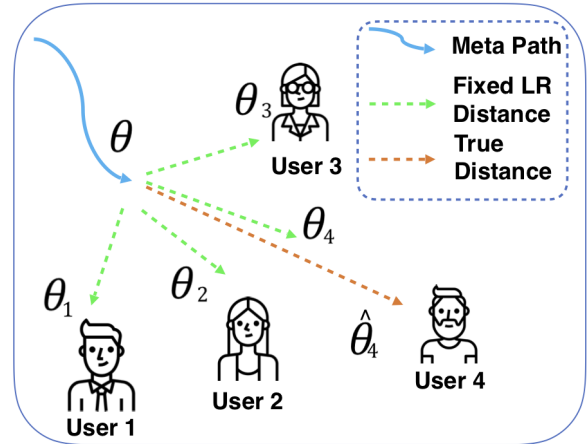 Meta Path
Fixed LR
Distance
True
Distance
θ
θ₃
User 3
θ₄
θ₁
θ₂
θ̂₄
User 4
User 2
User 1